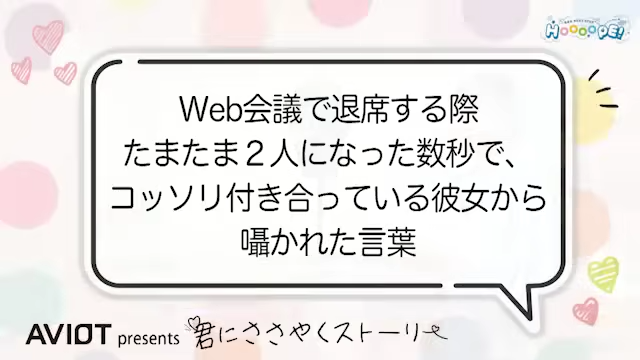 HOOOOPE!
Web会議で退席する際
たまたま２人になった数秒で、
コッソリ付き合っている彼女から
囁かれた言葉
AVIOT presents 君にささやくストーリー